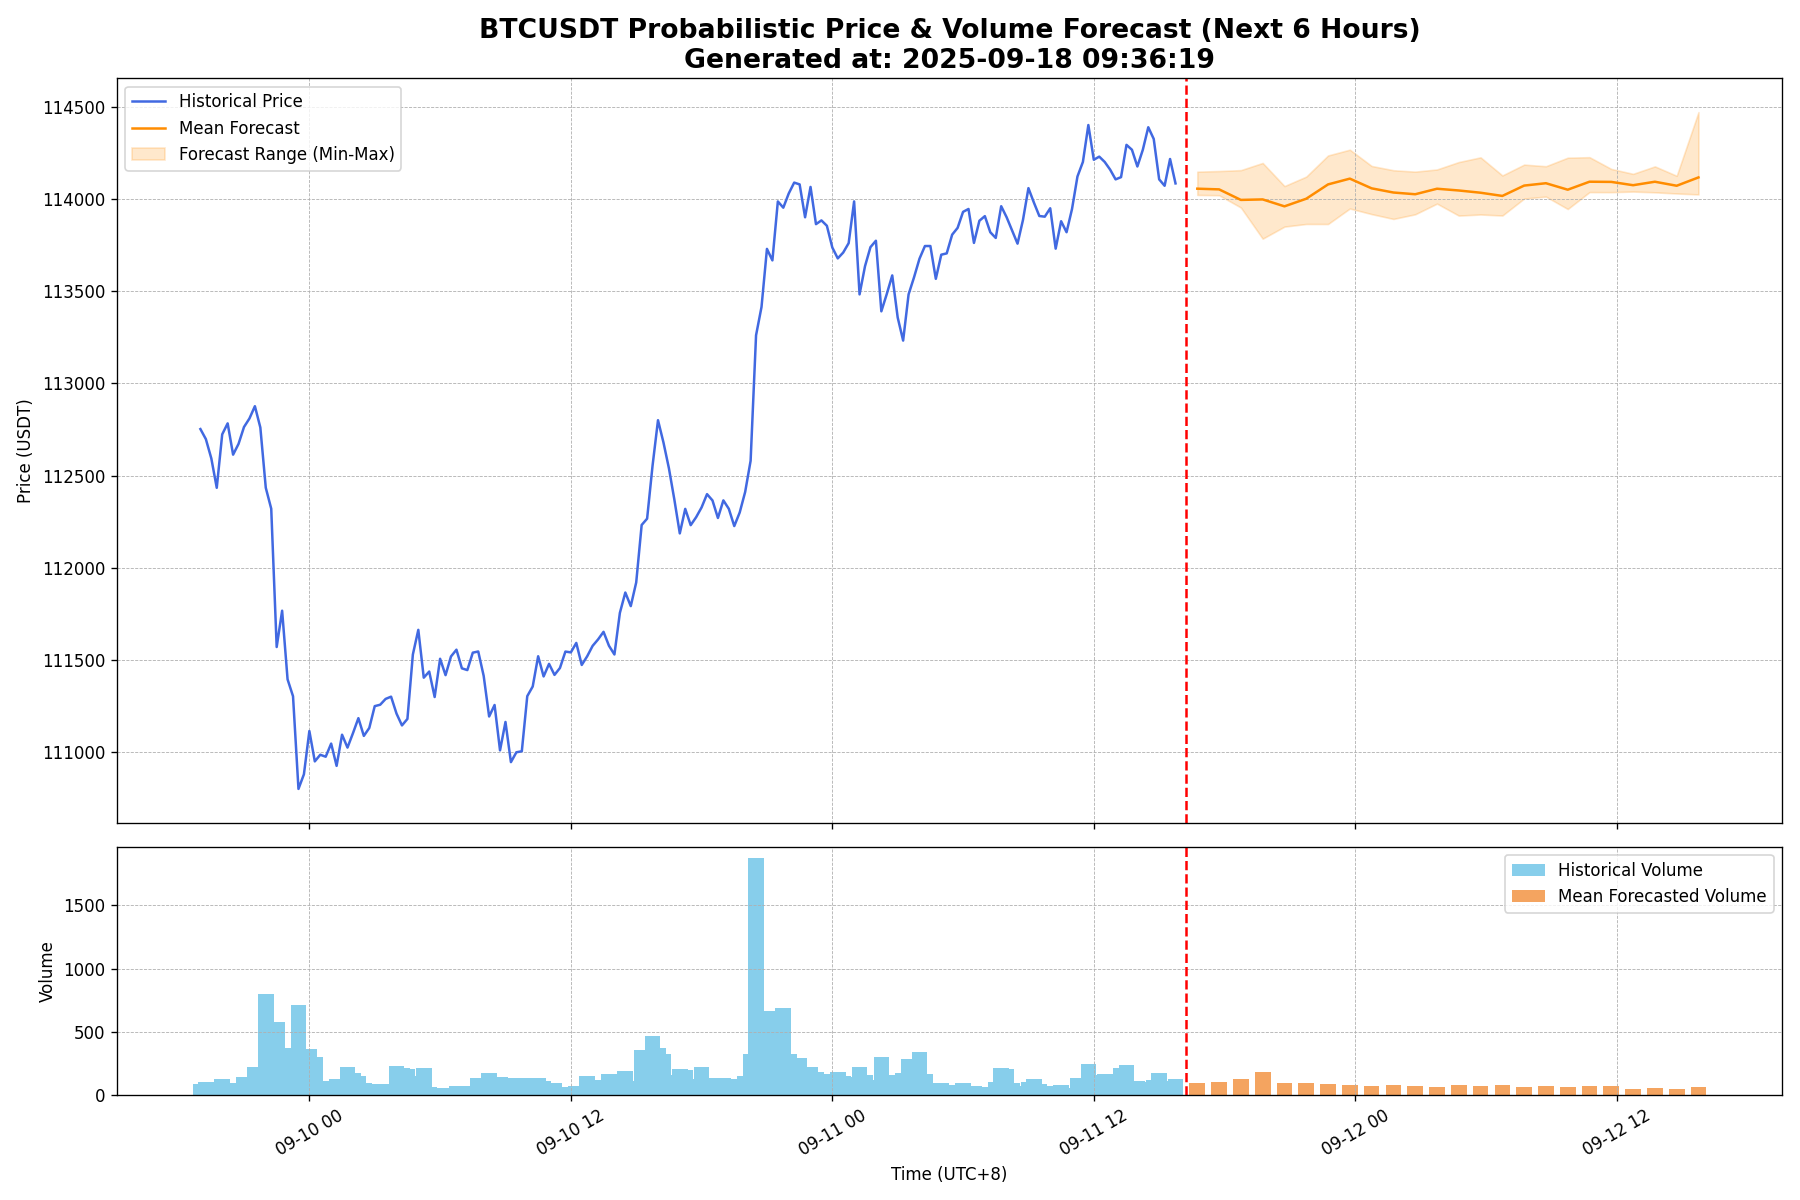 BTCUSDT Probabilistic Price & Volume Forecast (Next 6 Hours)
Generated at: 2025-09-18 09:36:19
Historical Price
Mean Forecast
Forecast Range (Min-Max)
114500
114000
113500
113000
112500
112000
111500
111000
Price (USDT)
Historical Volume
Mean Forecasted Volume
1500
1000
500
0
Volume
09-10 00
09-10 12
09-11 00
09-11 12
09-12 00
09-12 12
Time (UTC+8)